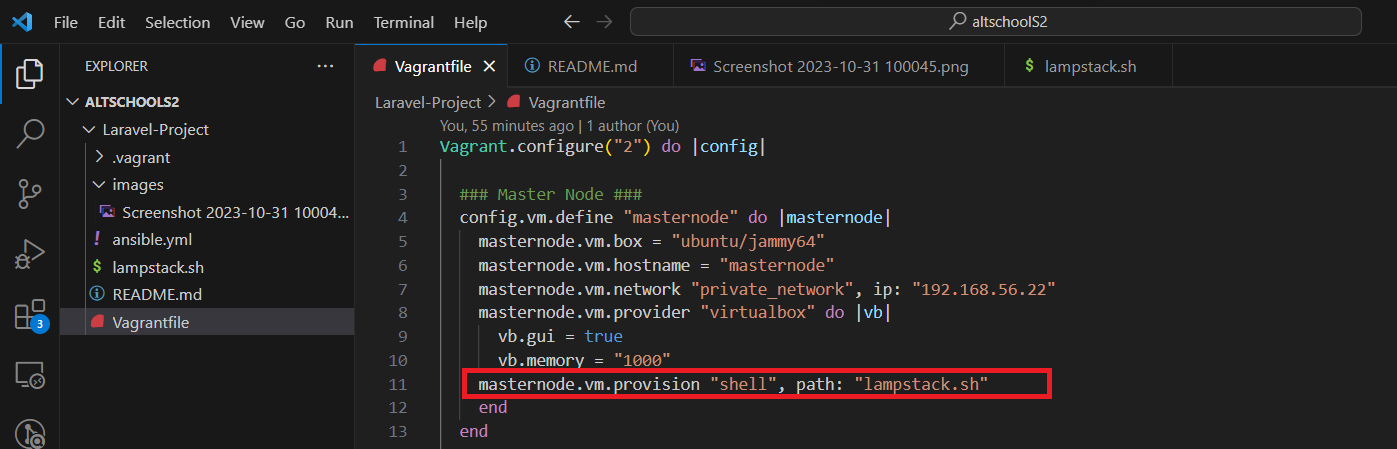 File Edit Selection View Go Run Terminal Help
altschoolS2
EXPLORER
Vagrantfile
README.md
Screenshot 2023-10-31 100045.png
$ lampstack.sh
ALTSCHOOLS2
Laravel-Project
.vagrant
images
Screenshot 2023-10-31 10004...
! ansible.yml
$ lampstack.sh
README.md
Vagrantfile
3
Laravel-Project > Vagrantfile
You, 55 minutes ago | 1 author (You)
1 Vagrant.configure("2") do |config|
2
3 ### Master Node ###
4 config.vm.define "masternode" do |masternode|
5 masternode.vm.box = "ubuntu/jammy64"
6 masternode.vm.hostname = "masternode"
7 masternode.vm.network "private_network", ip: "192.168.56.22"
8 masternode.vm.provider "virtualbox" do |vb|
9 vb.gui = true
10 vb.memory = "1000"
11 masternode.vm.provision "shell", path: "lampstack.sh"
12 end
13 end